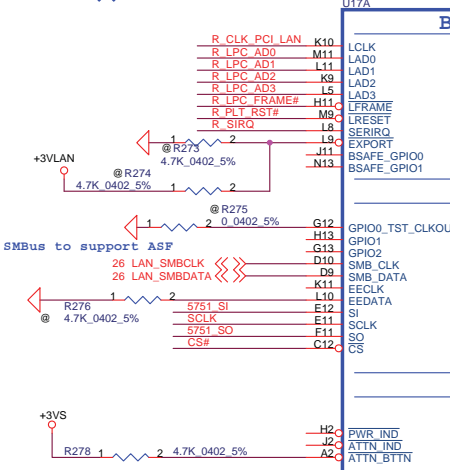 U17A
B
R_CLK_PCI_LAN K10 LCLK
R_LPC_AD0 M11 LAD0
R_LPC_AD1 L11 LAD1
R_LPC_AD2 K9 LAD2
R_LPC_AD3 L5 LAD3
R_LPC_FRAME# H11 LFRAME
R_PLT_RST# M9 LRESET
R_SIRQ L8 SERIRQ
1 2 L9 EXPORT
@R273 J11 BSAFE_GPIO0
+3VLAN 4.7K_0402_5% N13 BSAFE_GPIO1
@R274
4.7K_0402_5% 1 2
@R275
1 2 0_0402_5% G12 GPIO0_TST_CLKOU
H13 GPIO1
SMBus to support ASF G13 GPIO2
26 LAN_SMBCLK D10 SMB_CLK
26 LAN_SMBDATA D9 SMB_DATA
K11 EECLK
1 2 L10 EEDATA
R276 5751_SI E12 SI
@ 4.7K_0402_5% SCLK E11 SCLK
5751_SO F11 SO
CS# C12 CS
+3VS
H2 PWR_IND
J2 ATTN_IND
R278 1 2 4.7K_0402_5% A2 ATTN_BTTN